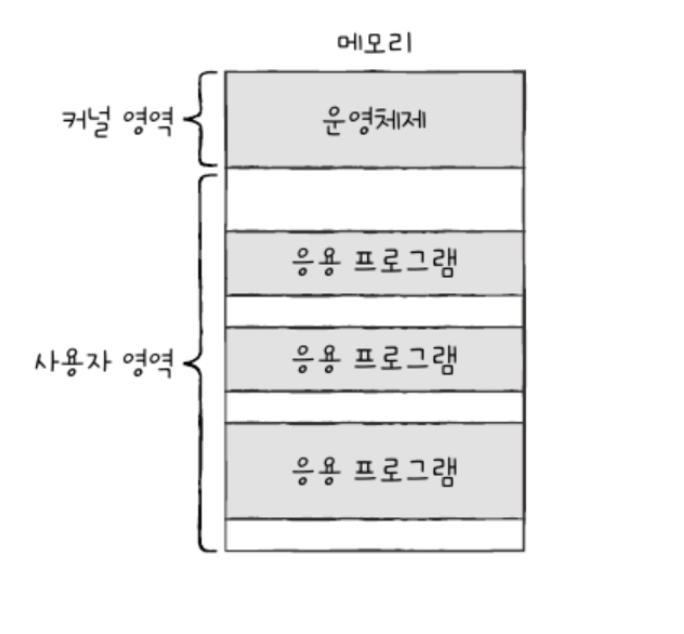 메모리
커널 영역
운영체제
응용 프로그램
응용 프로그램
사용자 영역
응용 프로그램